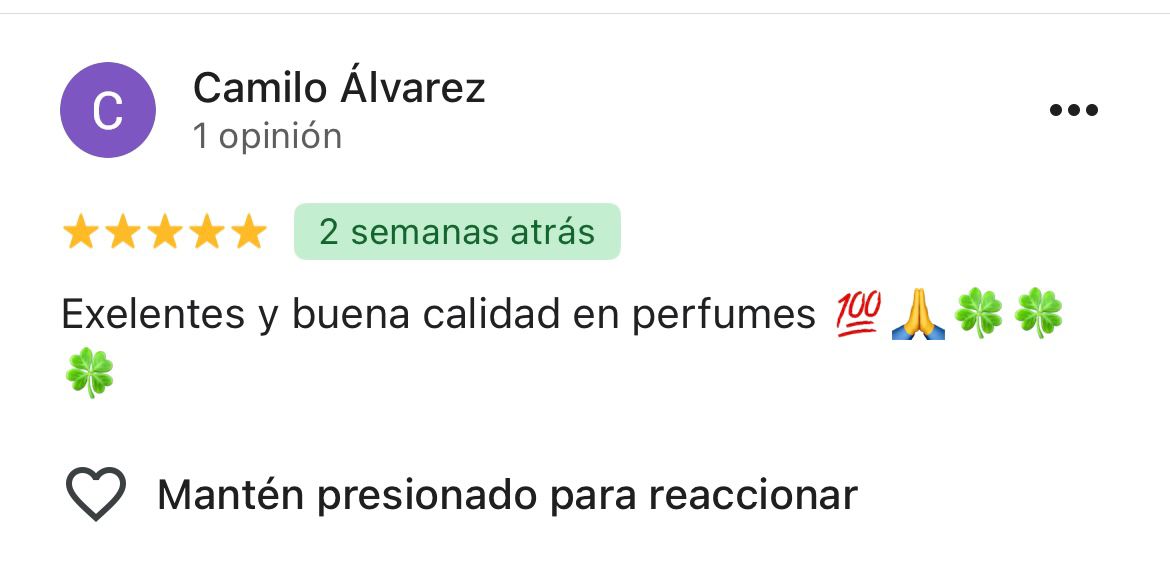 C
Camilo Álvarez
1 opinión
2 semanas atrás
Exelentes y buena calidad en perfumes 💯🙏🍀🍀
🍀
Mantén presionado para reaccionar